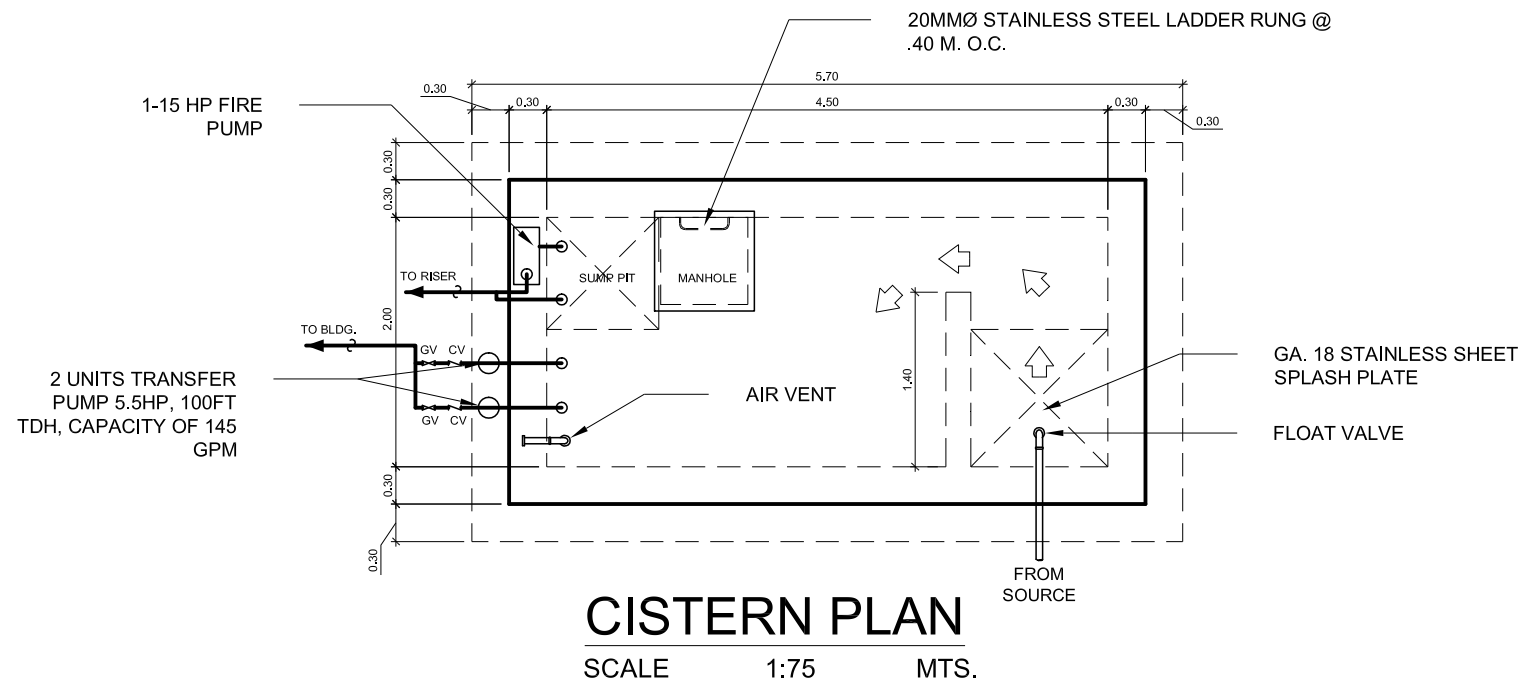 20MMØ STAINLESS STEEL LADDER RUNG @
.40 M. O.C.
5.70
0.30
0.30
4.50
0.30
0.30
1-15 HP FIRE
PUMP
0.30
0.30
2.00
0.30
0.30
TO RISER
SUMP PIT
MANHOLE
TO BLDG.
GV CV
GV CV
2 UNITS TRANSFER
PUMP 5.5HP, 100FT
TDH, CAPACITY OF 145
GPM
AIR VENT
1.40
GA. 18 STAINLESS SHEET
SPLASH PLATE
FLOAT VALVE
FROM
SOURCE
CISTERN PLAN
SCALE 1:75 MTS.